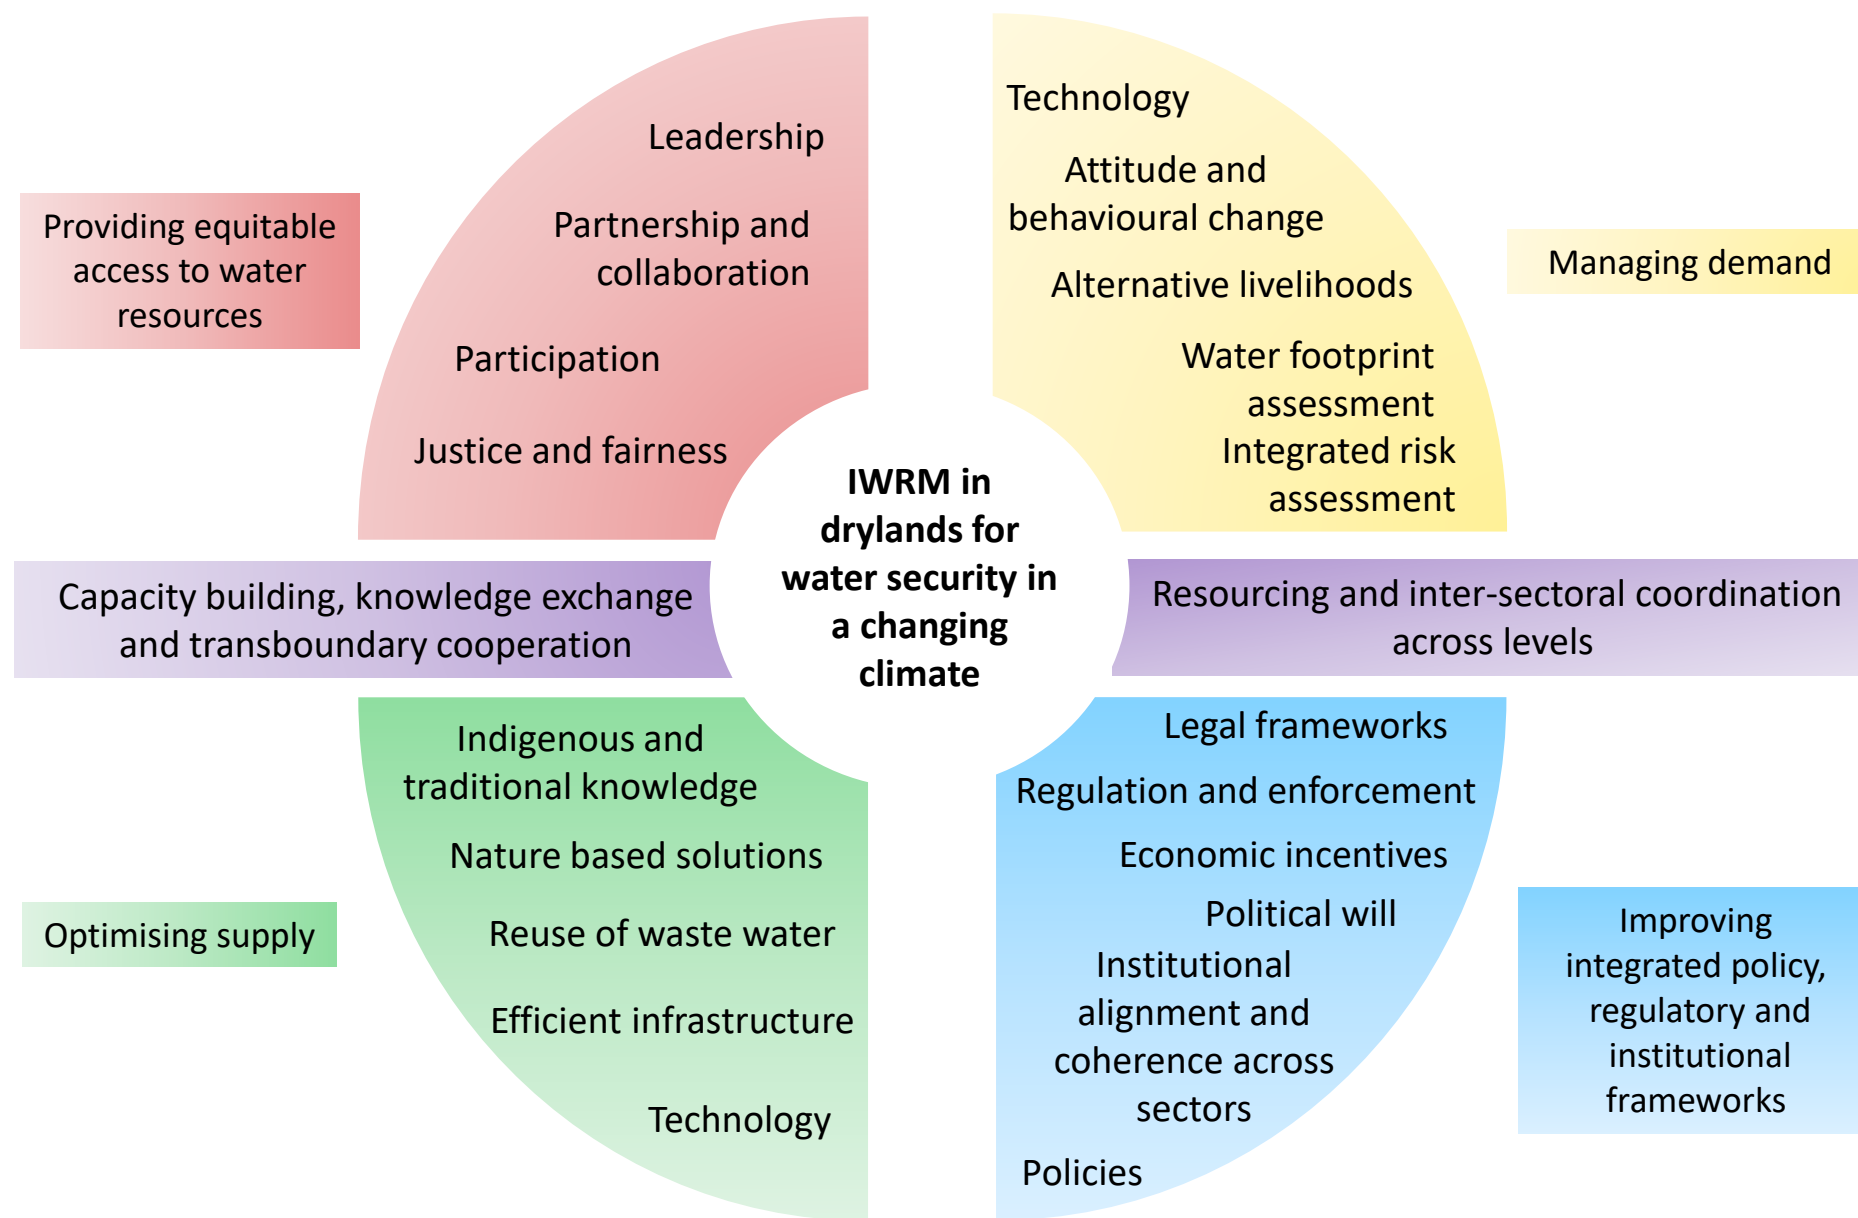 Leadership
Partnership and
collaboration
Participation
Justice and fairness
Providing equitable
access to water
resources
Technology
Attitude and
behavioural change
Alternative livelihoods
Water footprint
assessment
Integrated risk
assessment
Managing demand
IWRM in
drylands for
water security in
a changing
climate
Capacity building, knowledge exchange
and transboundary cooperation
Resourcing and inter-sectoral coordination
across levels
Indigenous and
traditional knowledge
Nature based solutions
Reuse of waste water
Efficient infrastructure
Technology
Optimising supply
Legal frameworks
Regulation and enforcement
Economic incentives
Political will
Institutional
alignment and
coherence across
sectors
Policies
Improving
integrated policy,
regulatory and
institutional
frameworks